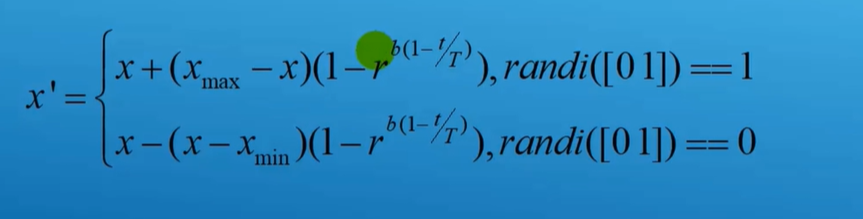 x + (x_max − x)(1 − r^{b(1−t/T)}), randi([0 1]) == 1
x' = {
x − (x − x_min)(1 − r^{b(1−t/T)}), randi([0 1]) == 0